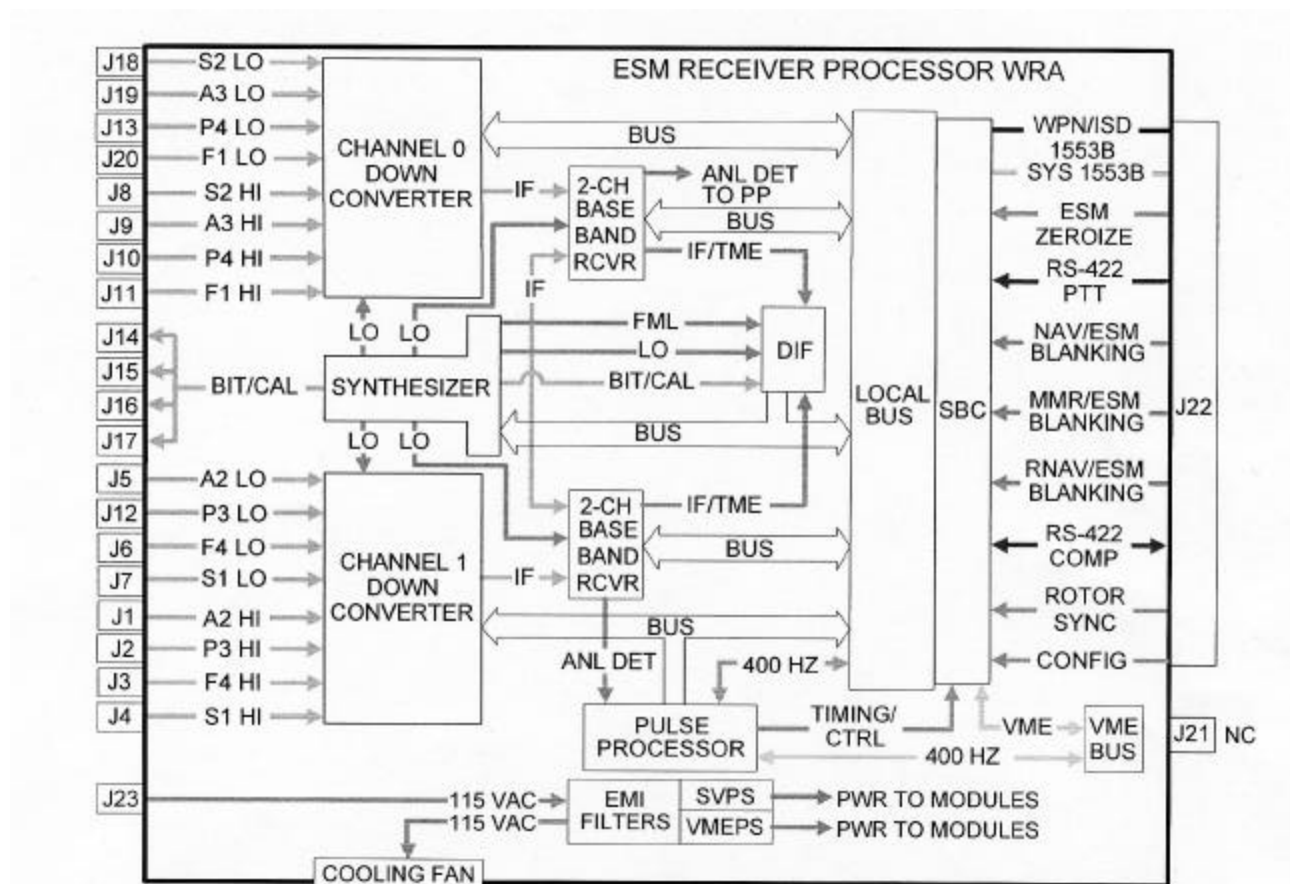 ESM RECEIVER PROCESSOR WRA
J18 S2 LO
J19 A3 LO
J13 P4 LO
J20 F1 LO
J8 S2 HI
J9 A3 HI
J10 P4 HI
J11 F1 HI
J14
J15
J16
J17
BIT/CAL
J5 A2 LO
J12 P3 LO
J6 F4 LO
J7 S1 LO
J1 A2 HI
J2 P3 HI
J3 F4 HI
J4 S1 HI
J23
CHANNEL 0
DOWN
CONVERTER
IF
LO LO
SYNTHESIZER
LO LO
CHANNEL 1
DOWN
CONVERTER
IF
BUS
2-CH
BASE
BAND
RCVR
ANL DET
TO PP
BUS
IF/TME
IF
FML
LO
BIT/CAL
DIF
BUS
2-CH
BASE
BAND
RCVR
IF/TME
BUS
BUS
ANL DET
400 HZ
PULSE
PROCESSOR
TIMING/
CTRL
400 HZ
VME
VME
BUS
115 VAC
115 VAC
EMI
FILTERS
SVPS
VMEPS
PWR TO MODULES
PWR TO MODULES
COOLING FAN
LOCAL
BUS
SBC
WPN/ISD
1553B
SYS 1553B
ESM
ZEROIZE
RS-422
PTT
NAV/ESM
BLANKING
MMR/ESM
BLANKING
RNAV/ESM
BLANKING
RS-422
COMP
ROTOR
SYNC
CONFIG
J22
J21 NC